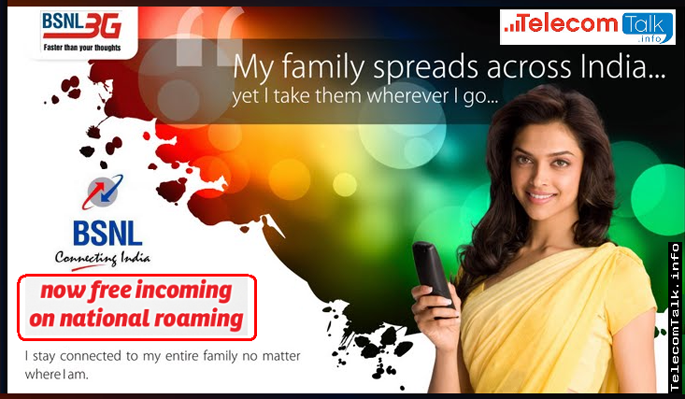 BSNL 3G
Faster than your thoughts
TelecomTalk
.info
My family spreads across India...
yet I take them wherever I go...
BSNL
Connecting India
now free incoming
on national roaming
I stay connected to my entire family no matter
where I am.
TelecomTalk.info